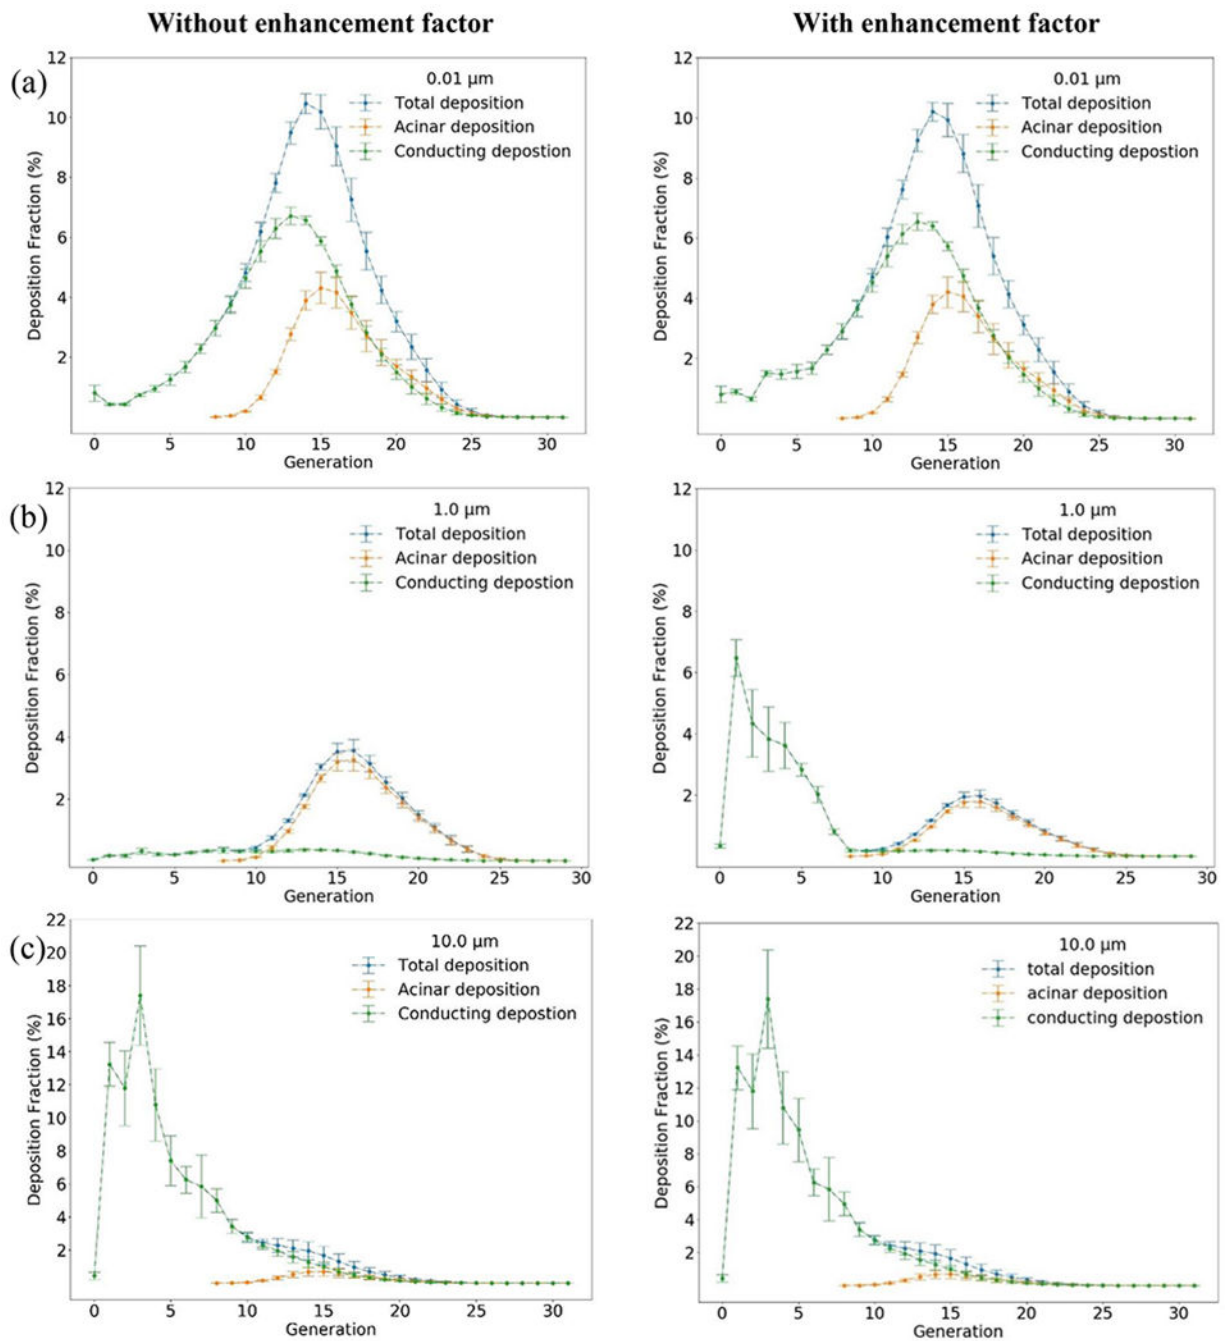 Without enhancement factor
With enhancement factor
(a)
12
10
8
6
4
2
0 5 10 15 20 25 30
Generation
Deposition Fraction (%)
0.01 μm
Total deposition
Acinar deposition
Conducting depostion
12
10
8
6
4
2
0 5 10 15 20 25 30
Generation
Deposition Fraction (%)
0.01 μm
Total deposition
Acinar deposition
Conducting depostion
(b)
12
10
8
6
4
2
0 5 10 15 20 25 30
Generation
Deposition Fraction (%)
1.0 μm
Total deposition
Acinar deposition
Conducting depostion
12
10
8
6
4
2
0 5 10 15 20 25 30
Generation
Deposition Fraction (%)
1.0 μm
Total deposition
Acinar deposition
Conducting depostion
(c)
22
20
18
16
14
12
10
8
6
4
2
0 5 10 15 20 25 30
Generation
Deposition Fraction (%)
10.0 μm
Total deposition
Acinar deposition
Conducting depostion
22
20
18
16
14
12
10
8
6
4
2
0 5 10 15 20 25 30
Generation
Deposition Fraction (%)
10.0 μm
total deposition
acinar deposition
conducting depostion